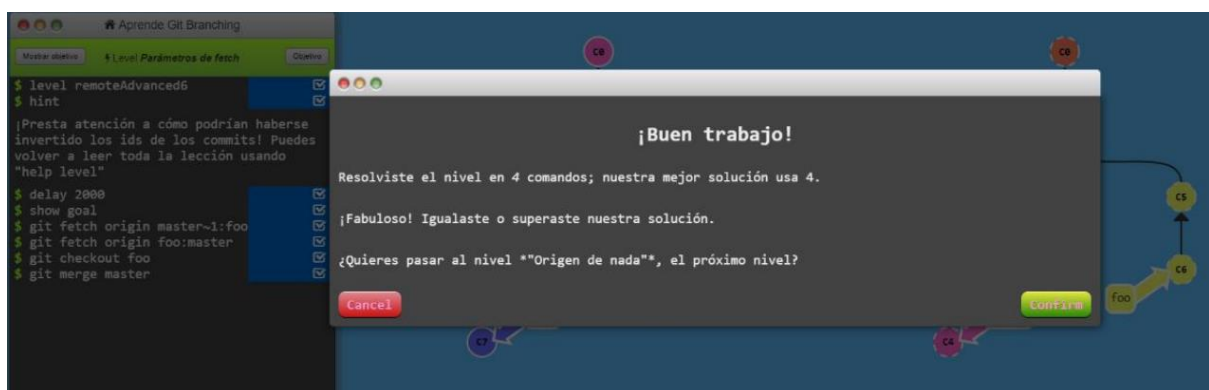 Aprende Git Branching
Mostrar objetivo
Level Parámetros de fetch
Objetivo
$ level remoteAdvanced6
$ hint
¡Presta atención a cómo podrían haberse
invertido los ids de los commits! Puedes
volver a leer toda la lección usando
"help level"
$ delay 2000
$ show goal
$ git fetch origin master~1:foo
$ git fetch origin foo:master
$ git checkout foo
$ git merge master
C0
C0
¡Buen trabajo!
Resolviste el nivel en 4 comandos; nuestra mejor solución usa 4.
¡Fabuloso! Igualaste o superaste nuestra solución.
¿Quieres pasar al nivel *"Origen de nada"*, el próximo nivel?
Cancel
Confirm
C5
C6
foo
C7
C4